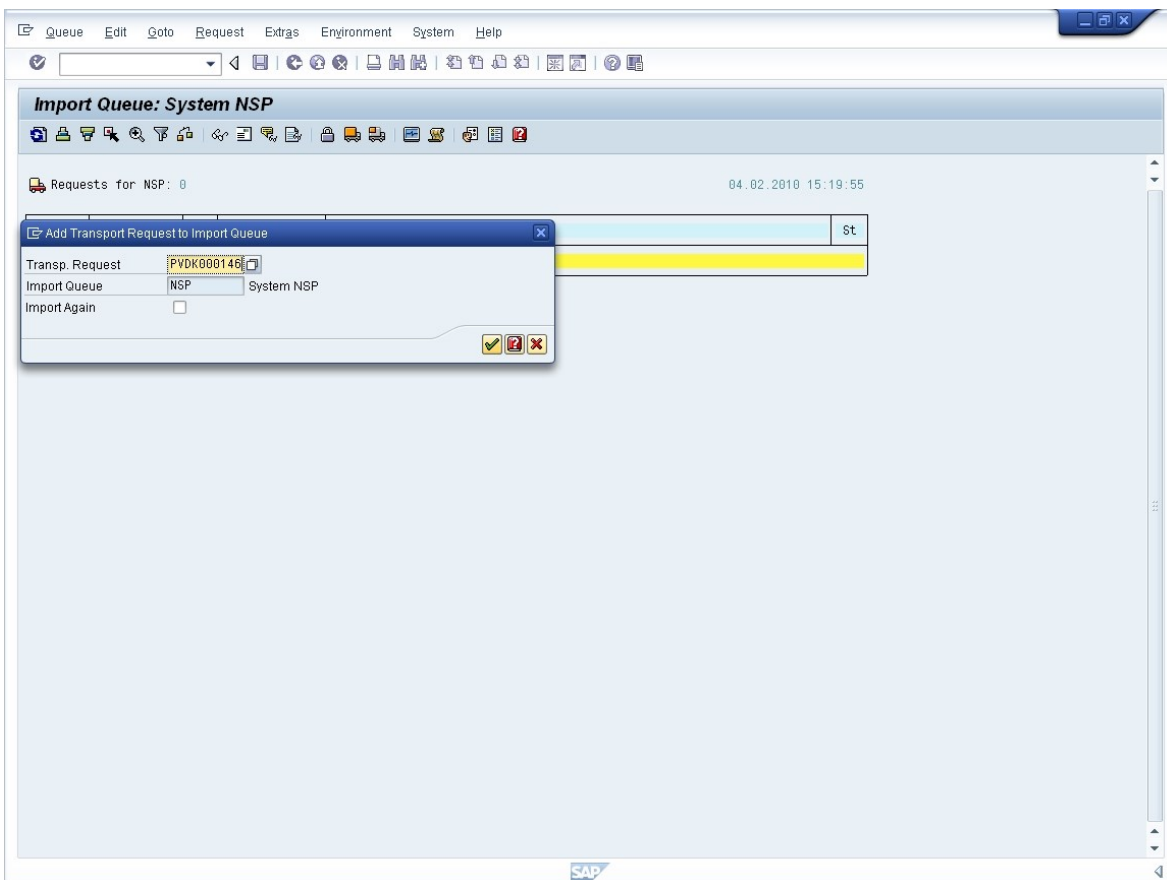 Queue Edit Goto Request Extras Environment System Help
Import Queue: System NSP
Requests for NSP: 0 04.02.2010 15:19:55
St
Add Transport Request to Import Queue
Transp. Request PVDK000146
Import Queue NSP System NSP
Import Again
SAP